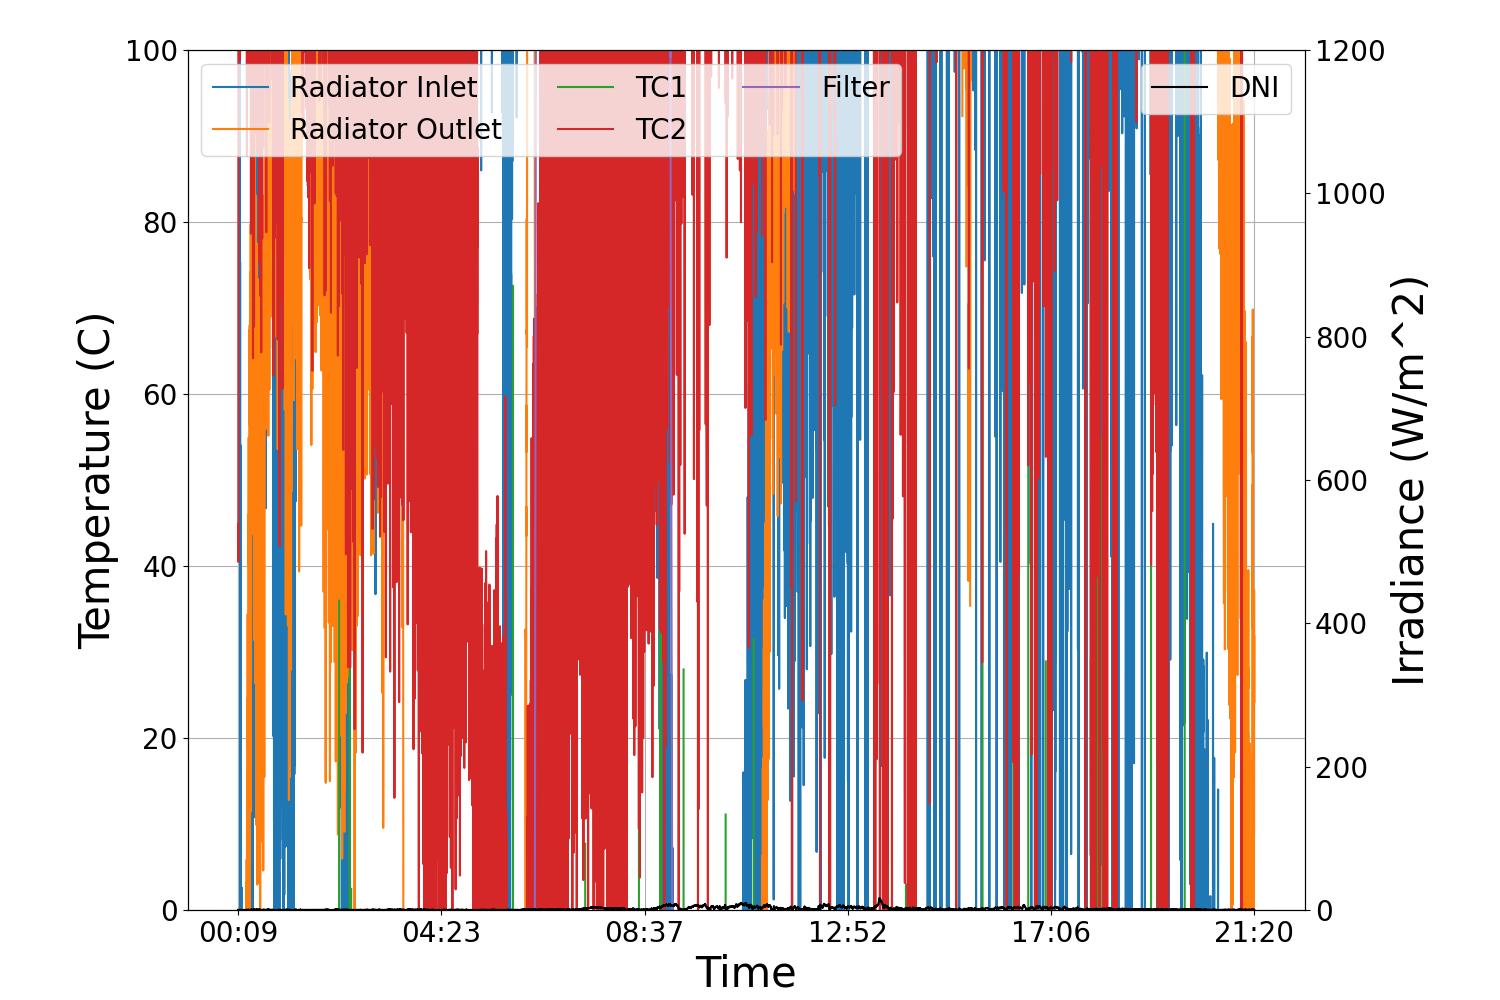 100
80
60
40
20
0
Temperature (C)
Radiator Inlet
Radiator Outlet
TC1
TC2
Filter
DNI
1200
1000
800
600
400
200
0
Irradiance (W/m^2)
00:09 04:23 08:37 12:52 17:06 21:20
Time